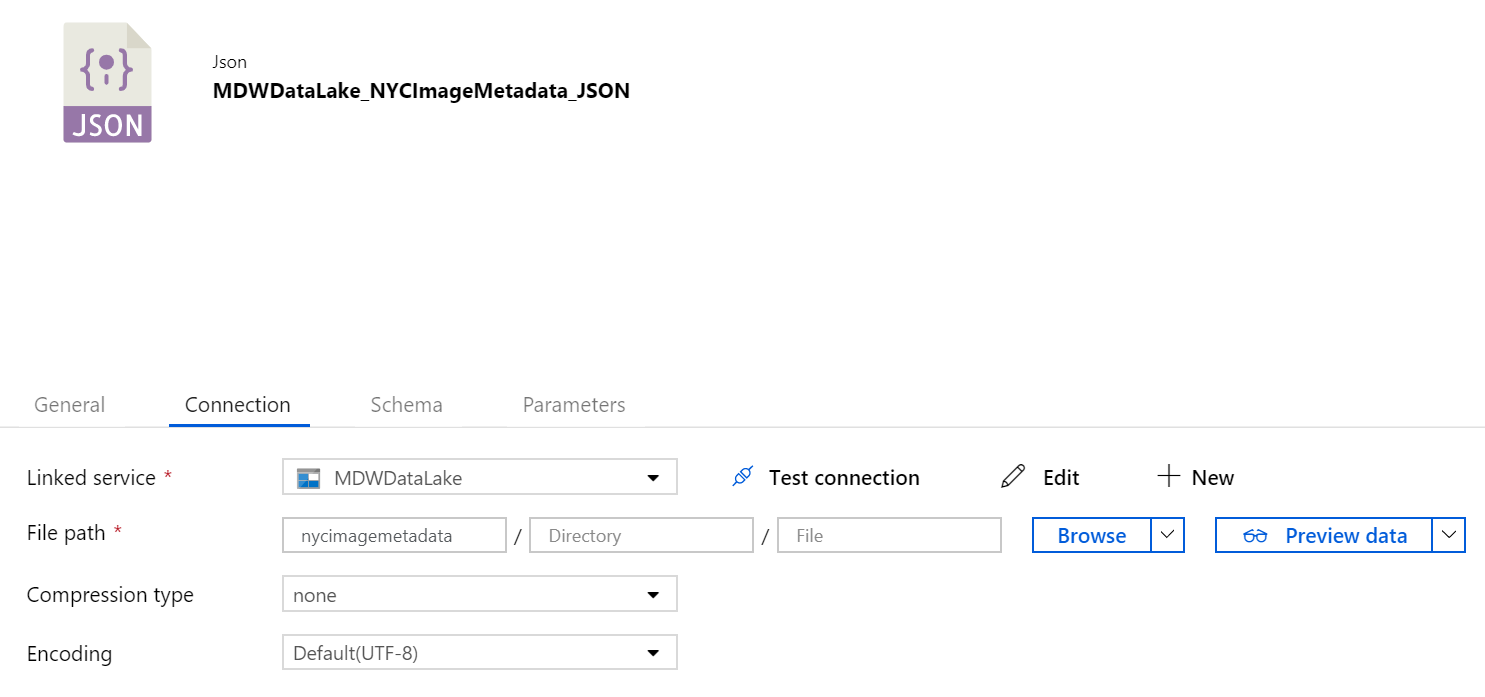 JSON
Json
MDWDataLake_NYCImageMetadata_JSON
General Connection Schema Parameters
Linked service * MDWDataLake Test connection Edit New
File path * nycimagemetadata / Directory / File Browse Preview data
Compression type none
Encoding Default(UTF-8)